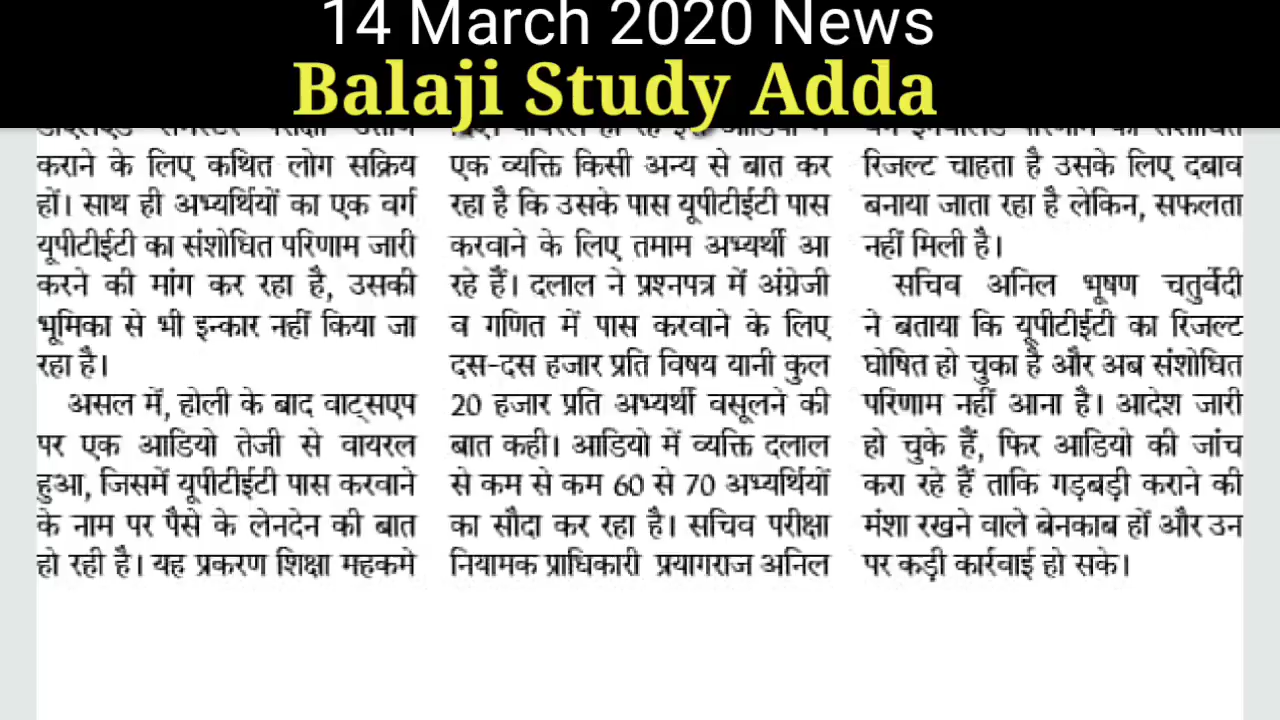 14 March 2020 News
Balaji Study Adda
कराने के लिए कथित लोग सक्रिय
हों। साथ ही अभ्यर्थियों का एक वर्ग
यूपीटीईटी का संशोधित परिणाम जारी
करने की मांग कर रहा है, उसकी
भूमिका से भी इन्कार नहीं किया जा
रहा है।
असल में, होली के बाद वाट्सएप
पर एक आडियो तेजी से वायरल
हुआ, जिसमें यूपीटीईटी पास करवाने
के नाम पर पैसे के लेनदेन की बात
हो रही है। यह प्रकरण शिक्षा महकमे
एक व्यक्ति किसी अन्य से बात कर
रहा है कि उसके पास यूपीटीईटी पास
करवाने के लिए तमाम अभ्यर्थी आ
रहे हैं। दलाल ने प्रश्नपत्र में अंग्रेजी
व गणित में पास करवाने के लिए
दस-दस हजार प्रति विषय यानी कुल
20 हजार प्रति अभ्यर्थी वसूलने की
बात कही। आडियो में व्यक्ति दलाल
से कम से कम 60 से 70 अभ्यर्थियों
का सौदा कर रहा है। सचिव परीक्षा
नियामक प्राधिकारी प्रयागराज अनिल
रिजल्ट चाहता है उसके लिए दबाव
बनाया जाता रहा है लेकिन, सफलता
नहीं मिली है।
सचिव अनिल भूषण चतुर्वेदी
ने बताया कि यूपीटीईटी का रिजल्ट
घोषित हो चुका है और अब संशोधित
परिणाम नहीं आना है। आदेश जारी
हो चुके हैं, फिर आडियो की जांच
करा रहे हैं ताकि गड़बड़ी कराने की
मंशा रखने वाले बेनकाब हों और उन
पर कड़ी कार्रवाई हो सके।